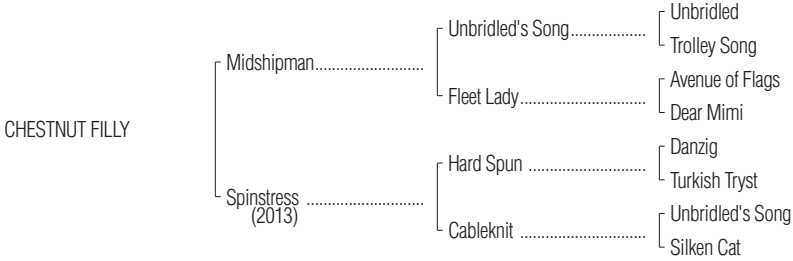 Unbridled
Unbridled's Song..................
Trolley Song
Midshipman..........................
Avenue of Flags
Fleet Lady..............................
Dear Mimi
CHESTNUT FILLY
Danzig
Hard Spun ............................
Turkish Tryst
Spinstress ............................
(2013)
Unbridled's Song
Cableknit ..............................
Silken Cat